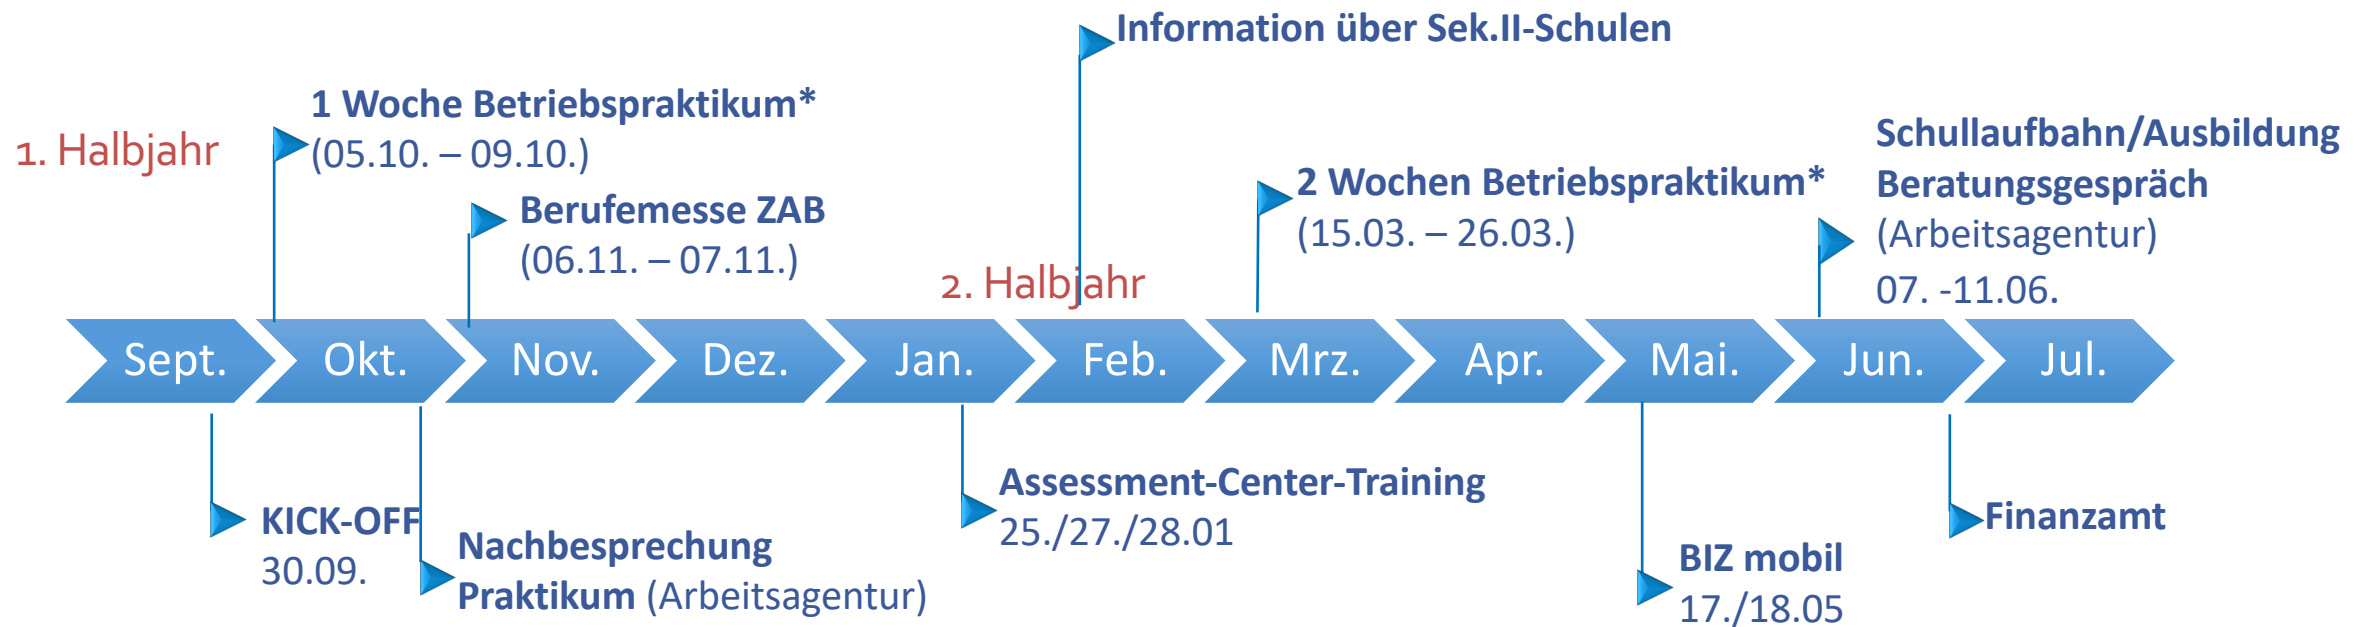 Information über Sek.II-Schulen
1. Halbjahr
1 Woche Betriebspraktikum*
(05.10. – 09.10.)
Berufemesse ZAB
(06.11. – 07.11.)
2. Halbjahr
2 Wochen Betriebspraktikum*
(15.03. – 26.03.)
Schullaufbahn/Ausbildung
Beratungsgespräch
(Arbeitsagentur)
07. -11.06.
Sept. Okt. Nov. Dez. Jan. Feb. Mrz. Apr. Mai. Jun. Jul.
KICK-OFF
30.09.
Nachbesprechung
Praktikum (Arbeitsagentur)
Assessment-Center-Training
25./27./28.01
BIZ mobil
17./18.05
Finanzamt